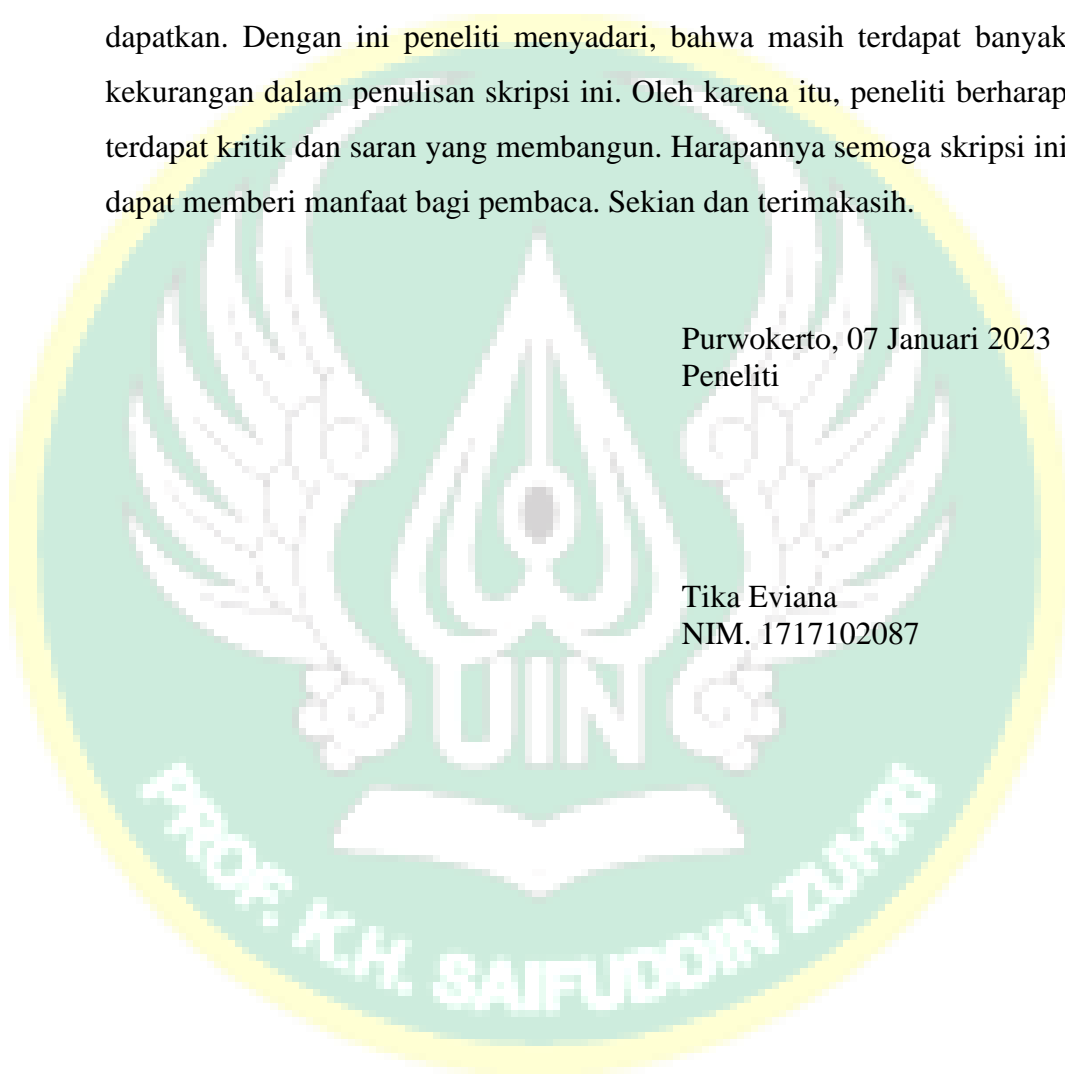 dapatkan. Dengan ini peneliti menyadari, bahwa masih terdapat banyak
kekurangan dalam penulisan skripsi ini. Oleh karena itu, peneliti berharap
terdapat kritik dan saran yang membangun. Harapannya semoga skripsi ini
dapat memberi manfaat bagi pembaca. Sekian dan terimakasih.
Purwokerto, 07 Januari 2023
Peneliti
Tika Eviana
NIM. 1717102087
UIN
PROF. K.H. SAIFUDDIN ZUHRI